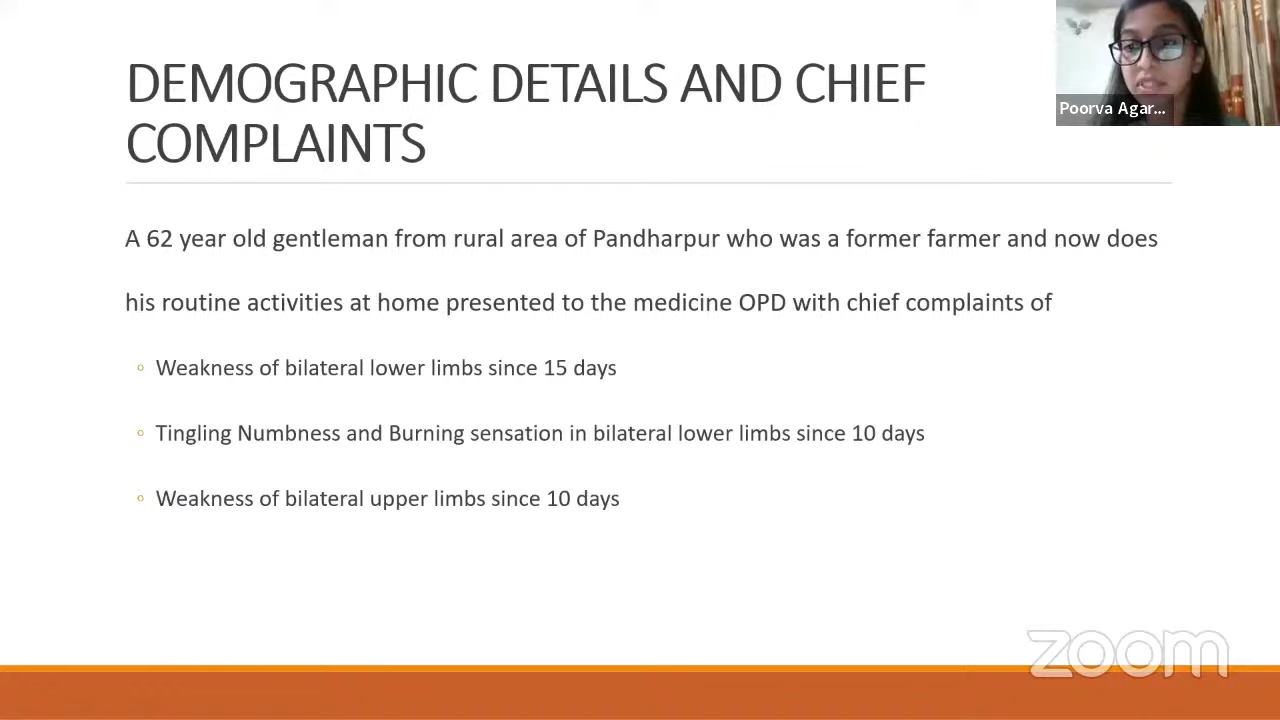 DEMOGRAPHIC DETAILS AND CHIEF
COMPLAINTS
Poorva Agar...
A 62 year old gentleman from rural area of Pandharpur who was a former farmer and now does
his routine activities at home presented to the medicine OPD with chief complaints of
Weakness of bilateral lower limbs since 15 days
Tingling Numbness and Burning sensation in bilateral lower limbs since 10 days
Weakness of bilateral upper limbs since 10 days
zoom